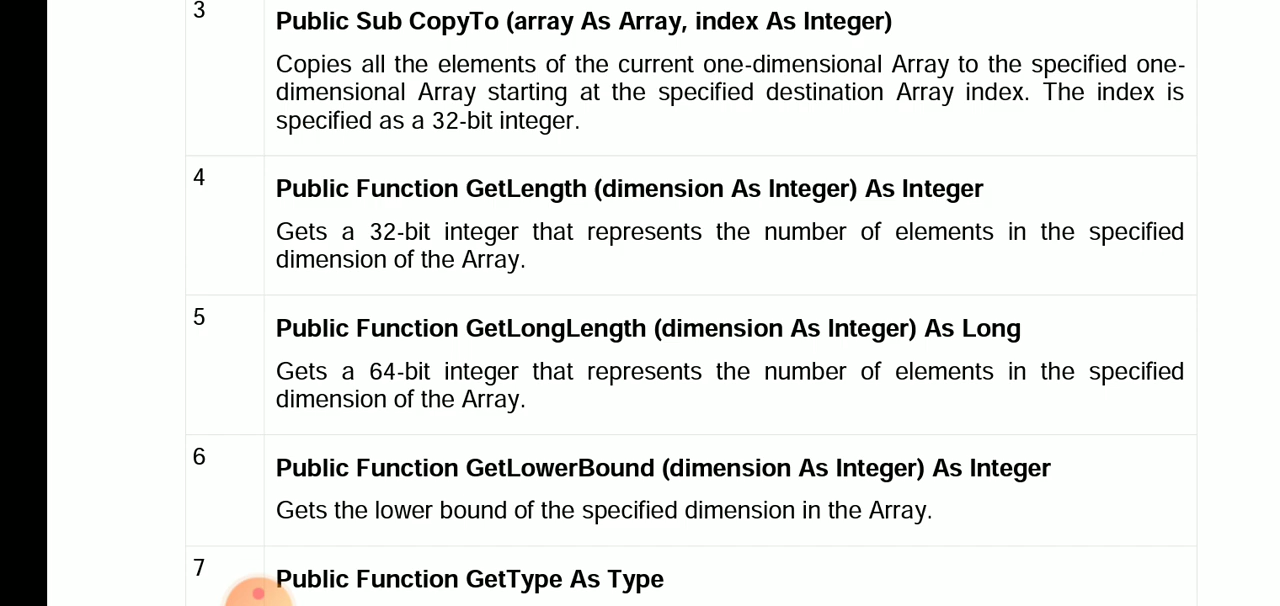 3
Public Sub CopyTo (array As Array, index As Integer)
Copies all the elements of the current one-dimensional Array to the specified one-
dimensional Array starting at the specified destination Array index. The index is
specified as a 32-bit integer.
4
Public Function GetLength (dimension As Integer) As Integer
Gets a 32-bit integer that represents the number of elements in the specified
dimension of the Array.
5
Public Function GetLongLength (dimension As Integer) As Long
Gets a 64-bit integer that represents the number of elements in the specified
dimension of the Array.
6
Public Function GetLowerBound (dimension As Integer) As Integer
Gets the lower bound of the specified dimension in the Array.
7
Public Function GetType As Type